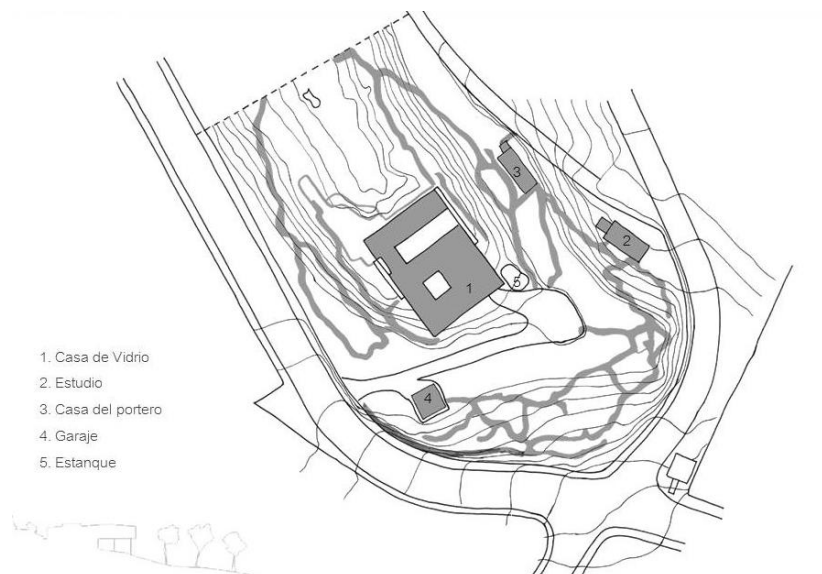 3
2
1
5
4
1. Casa de Vidrio
2. Estudio
3. Casa del portero
4. Garaje
5. Estanque